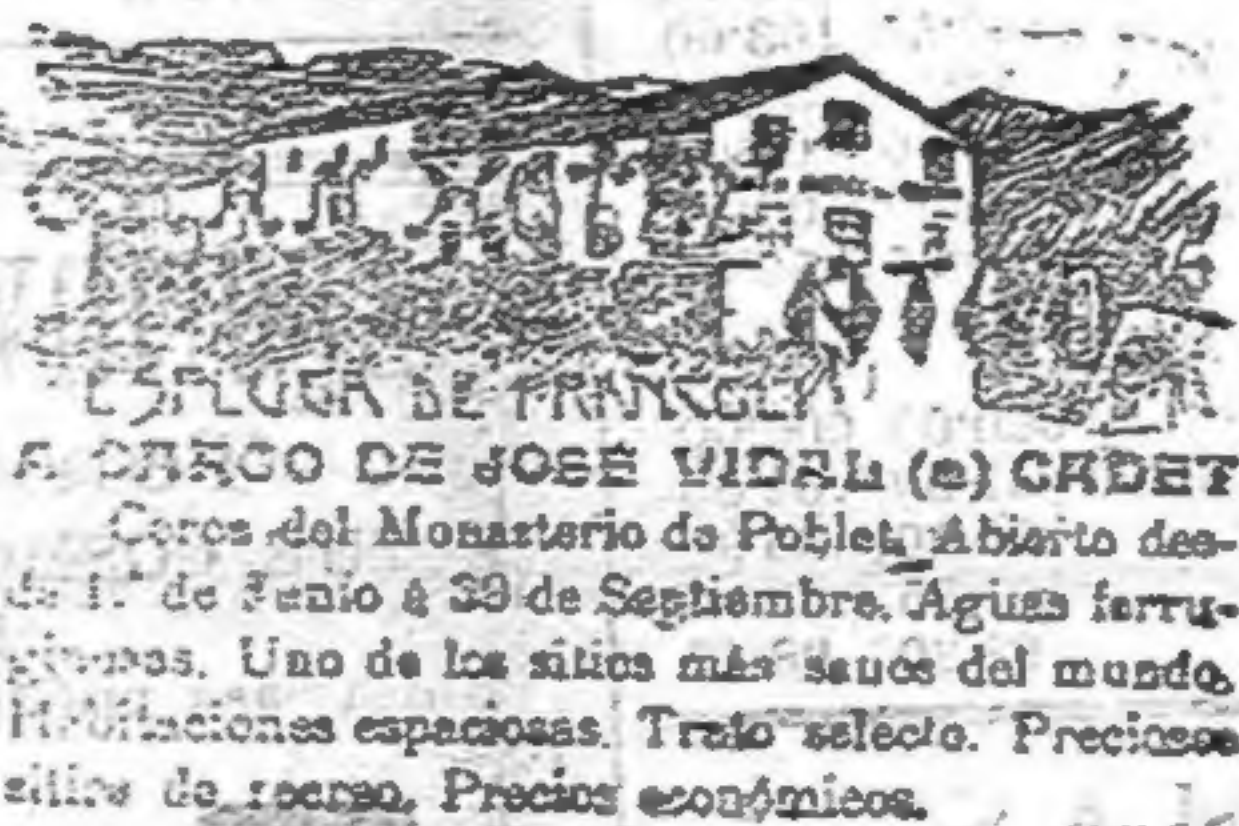 ESPLUGA DE FRANCOLI
A CARGO DE JOSÉ VIDAL (a) CADET
Cerca del Monasterio de Poblet, Abierto des-
de 1.º de Junio á 30 de Septiembre. Aguas ferru-
ginosas. Uno de los sitios más sanos del mundo.
Habitaciones espaciosas. Trato selecto. Preciosos
sitios de recreo. Precios económicos.